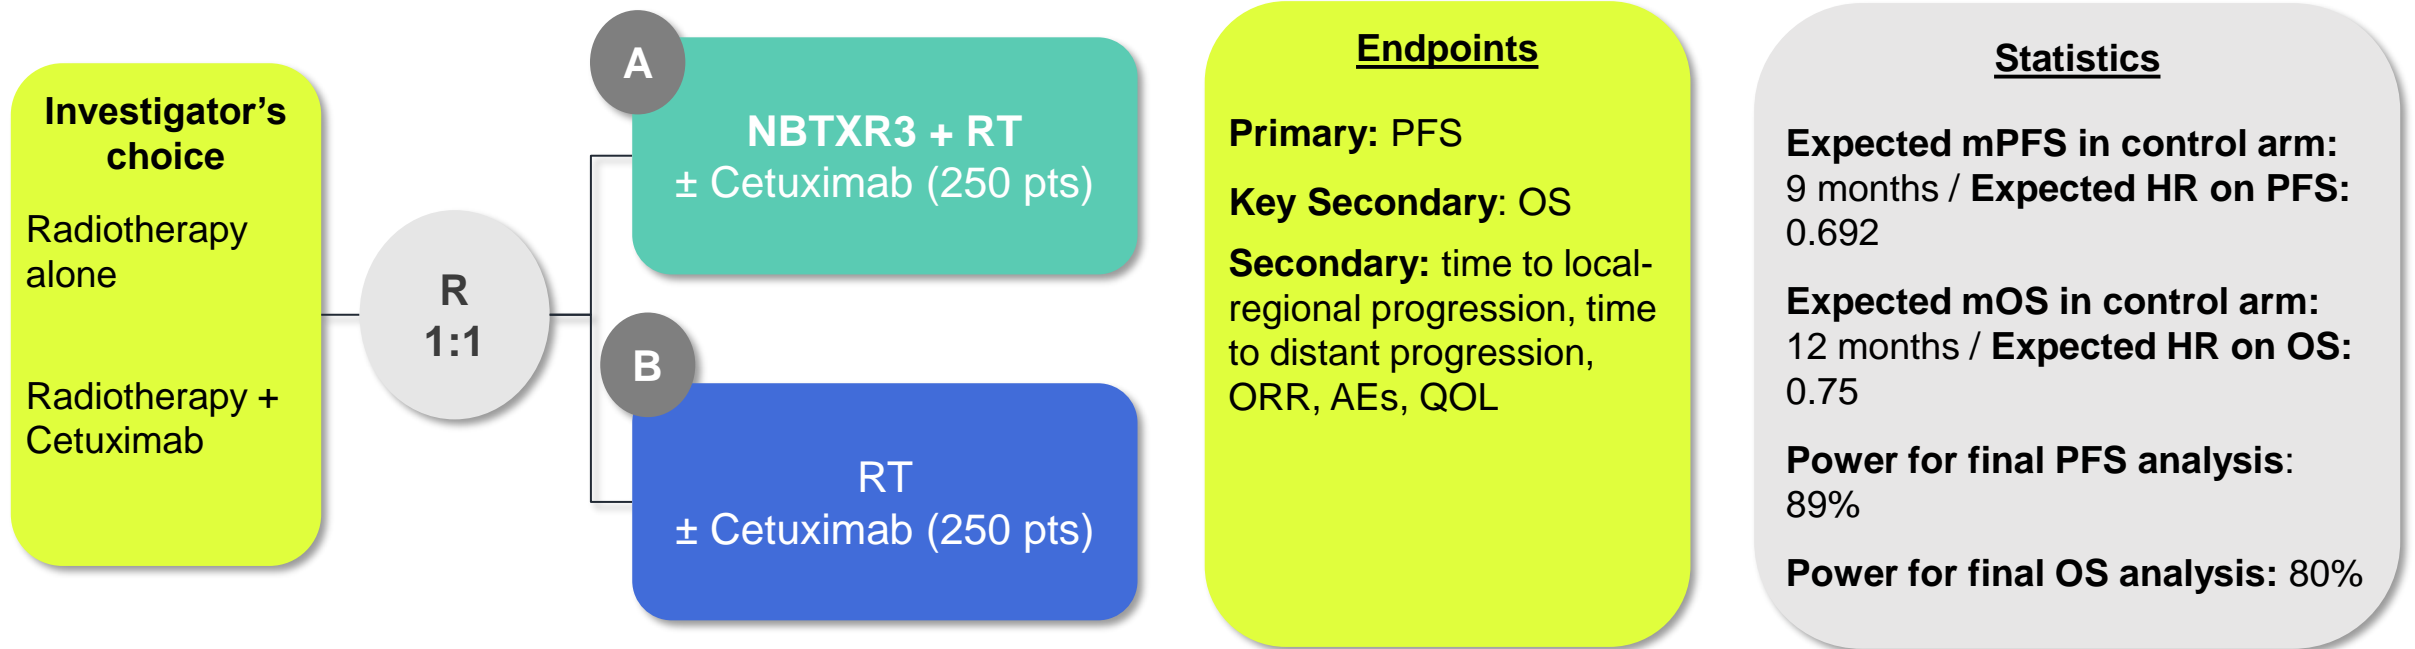 Investigator’s
choice
Radiotherapy
alone
Radiotherapy +
Cetuximab
R
1:1
A
NBTXR3 + RT
± Cetuximab (250 pts)
B
RT
± Cetuximab (250 pts)
Endpoints
Primary: PFS
Key Secondary: OS
Secondary: time to local-
regional progression, time
to distant progression,
ORR, AEs, QOL
Statistics
Expected mPFS in control arm:
9 months / Expected HR on PFS:
0.692
Expected mOS in control arm:
12 months / Expected HR on OS:
0.75
Power for final PFS analysis:
89%
Power for final OS analysis: 80%